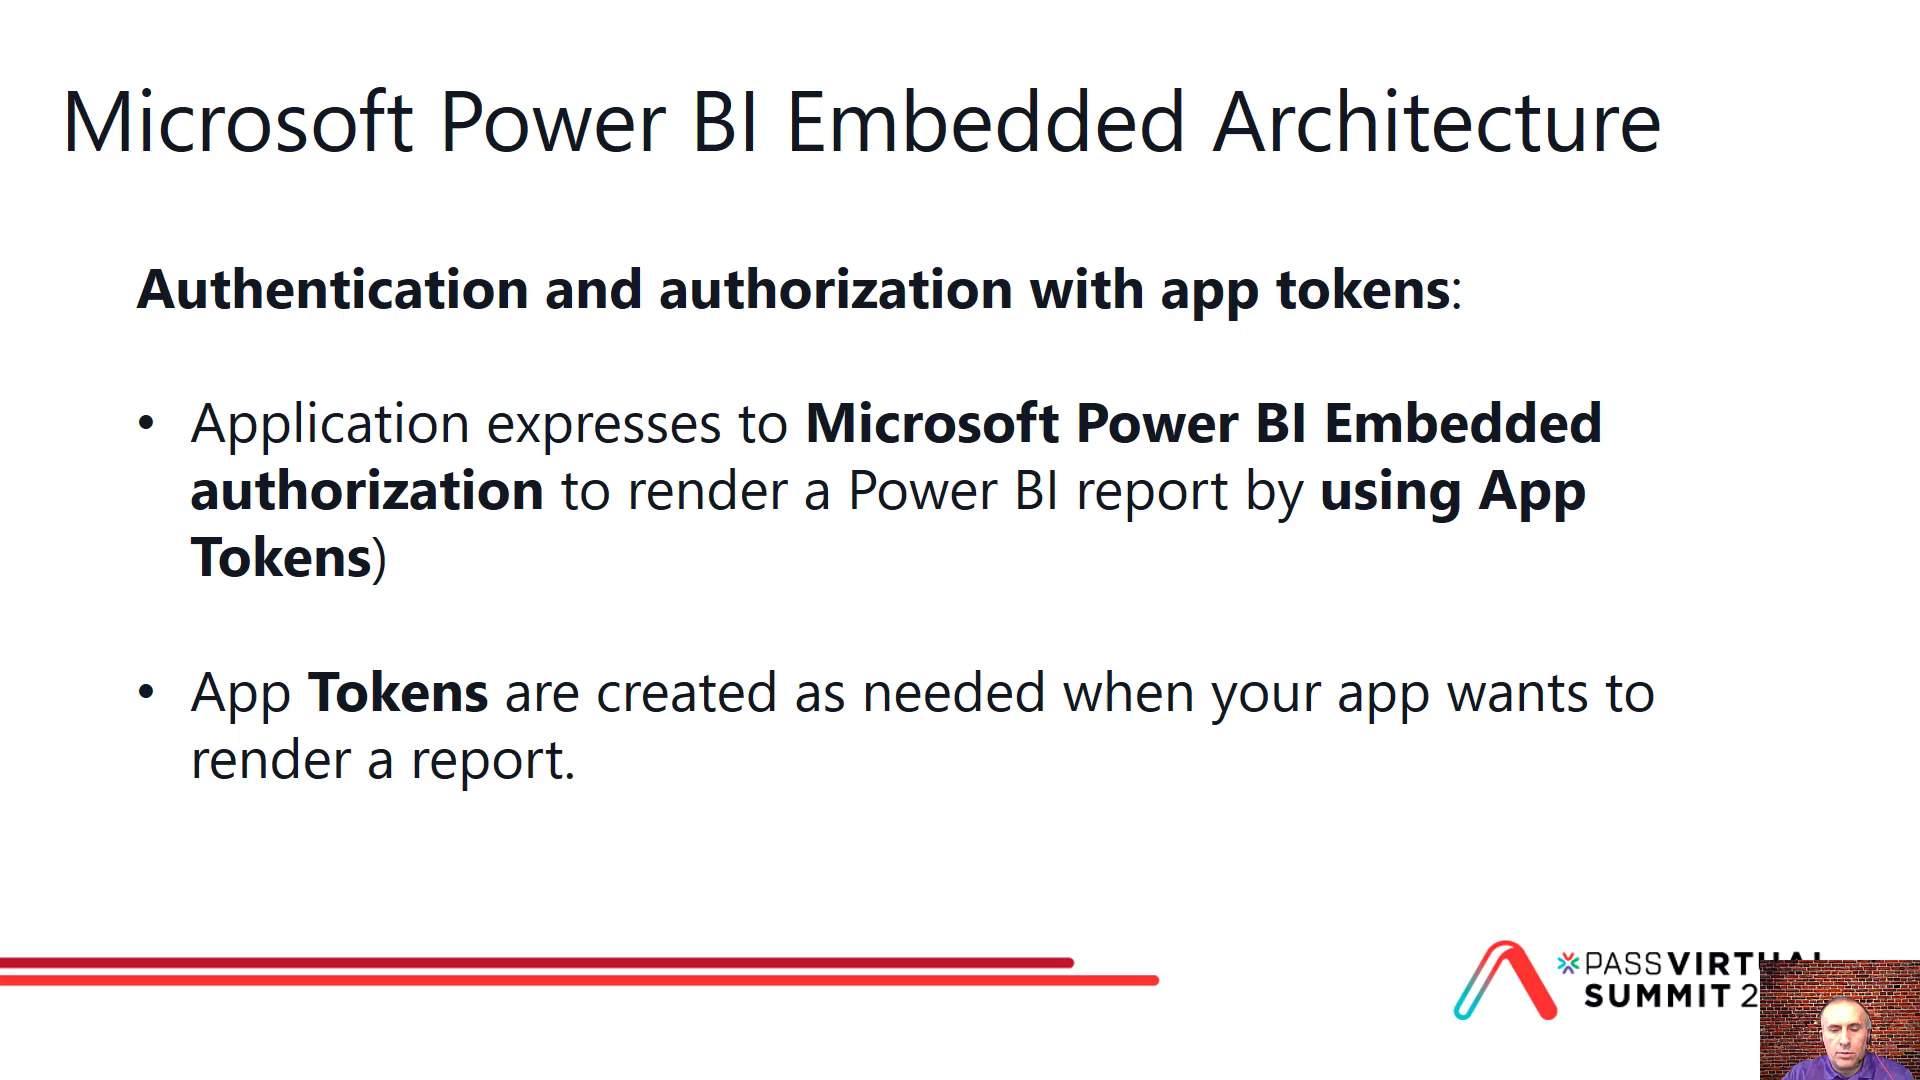 Microsoft Power BI Embedded Architecture
Authentication and authorization with app tokens:
• Application expresses to Microsoft Power BI Embedded
authorization to render a Power BI report by using App
Tokens)
• App Tokens are created as needed when your app wants to
render a report.
PASS VIRTUAL
SUMMIT 2